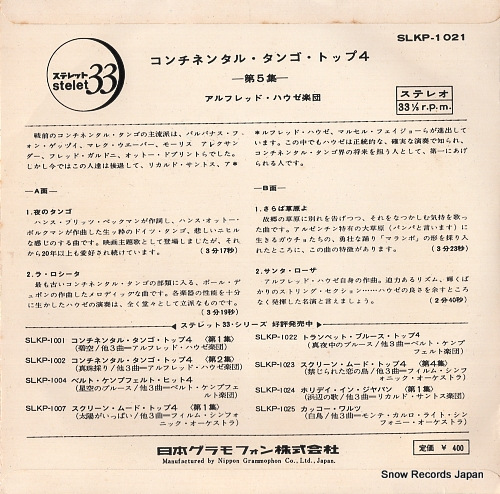 SLKP-1021
ステレット
stelet 33
コンチネンタル・タンゴ・トップ4
―第5集―
アルフレッド・ハウゼ楽団
ステレオ
33⅓r.p.m.
戦前のコンチネンタル・タンゴの主流派は、バルナバス・フ
ォン・ゲッツイ、マレク・ウエーバー、モーリス アレクサン
ダー、フレッド・ガルドニ、オットー・ドブリントらでした。
しかし今ではこの人達は後退して、リカルド・サントス、ア*
*ルフレッド・ハウゼ、マルセル・フェイジョーらが進出してい
ます。この中でもハウゼは正統的な、確実な演奏で知られ、
コンチネンタル・タンゴ界の将来を担う人として、第一にあげ
られる人です。
―A面―
1.夜のタンゴ
ハンス・ブリッツ・ベックマンが作詞し、ハンス・オットー・
ボルクマンが作曲した生っ粋のドイツ・タンゴ、悲しいニヒル
な感じのする曲です。映画主題歌として登場しましたが、それ
から20年以上も愛好され続けています。
(3分17秒)
2.ラ・ロシータ
最も古いコンチネンタル・タンゴの部類に入る、ポール・デ
ュポンの作曲したメロディックな曲です。各楽器の性能を十分
に生かしたハウゼの演奏は、全く堂々として立派なものです。
(3分19秒)
―B面―
1.さらば草原よ
故郷の草原に別れを告げつつ、それをなつかしむ気持を歌っ
た曲です。アルゼンチン特有の大草原(パンパと言います)に
生きるガウチョたちの、勇壮な踊り「マランボ」の形を採り入
れたところに、この曲の特徴があります。
(3分23秒)
2.サンタ・ローザ
アルフレッド・ハウゼ自身の作曲。迫力あるリズム、輝くば
かりのストリング・セクション……ハウゼの良さを余すところ
なく発揮した名演と言えましょう。
(2分40秒)
◀ステレット33・シリーズ 好評発売中▶
SLKP-1001 コンチネンタル・タンゴ・トップ4 〈第1集〉
(碧空/他3曲―アルフレッド・ハウゼ楽団)
SLKP-1002 コンチネンタル・タンゴ・トップ4 〈第2集〉
(真珠採り/他3曲―アルフレッド・ハウゼ楽団)
SLKP-1004 ベルト・ケンプフェルト・ヒット4
(星空のブルース/他3曲―ベルト・ケンプフェルト楽団)
SLKP-1007 スクリーン・ムード・トップ4 〈第1集〉
(太陽がいっぱい/他3曲―フィルム・シンフォニック・オーケストラ)
SLKP-1022 トランペット・ブルース・トップ4
(真夜中のブルース/他3曲―ベルト・ケンプフェルト楽団)
SLKP-1023 スクリーン・ムード・トップ4 〈第4集〉
(禁じられた恋の島/他3曲―フィルム・シンフォニック・オーケストラ)
SLKP-1024 ホリデイ・イン・ジャパン 〈第1集〉
(浜辺の歌/他3曲―リカルド・サントス楽団)
SLKP-1025 カッコー・ワルツ
(白鳥/他3曲―モンテ・カルロ・ライト・シンフォニー・オーケストラ)
日本グラモフォン株式会社
Manufactured by Nippon Grammophon Co., Ltd., Japan.
定価 ¥ 400
Snow Records Japan